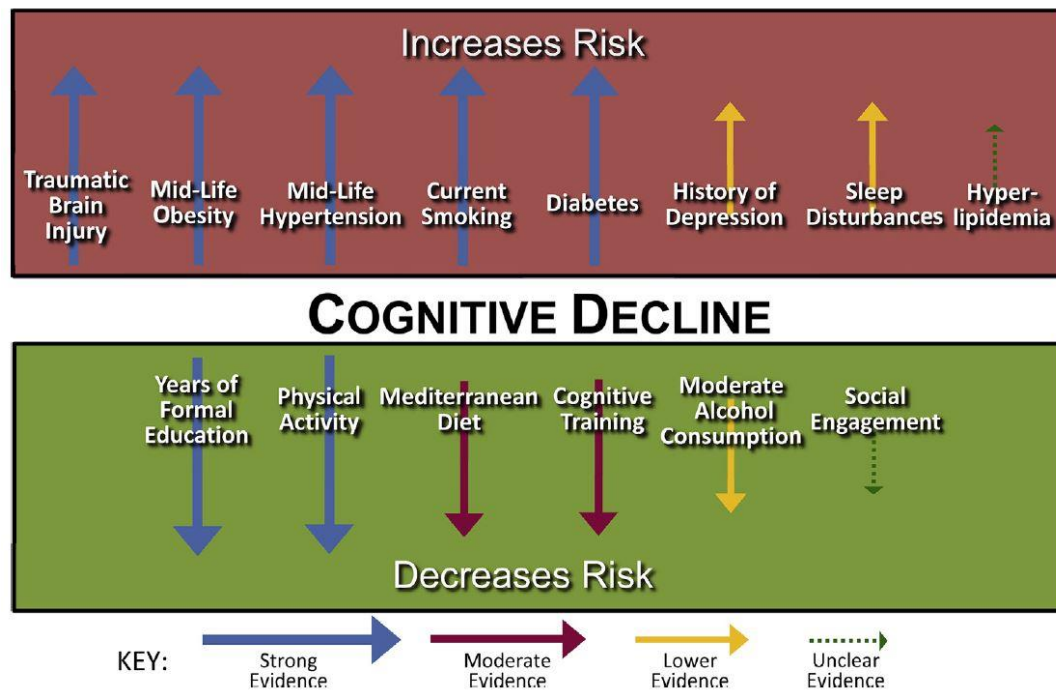 Increases Risk
Traumatic
Brain
Injury
Mid-Life
Obesity
Mid-Life
Hypertension
Current
Smoking
Diabetes
History of
Depression
Sleep
Disturbances
Hyper-
lipidemia
COGNITIVE DECLINE
Years of
Formal
Education
Physical
Activity
Mediterranean
Diet
Cognitive
Training
Moderate
Alcohol
Consumption
Social
Engagement
Decreases Risk
KEY:
Strong
Evidence
Moderate
Evidence
Lower
Evidence
Unclear
Evidence